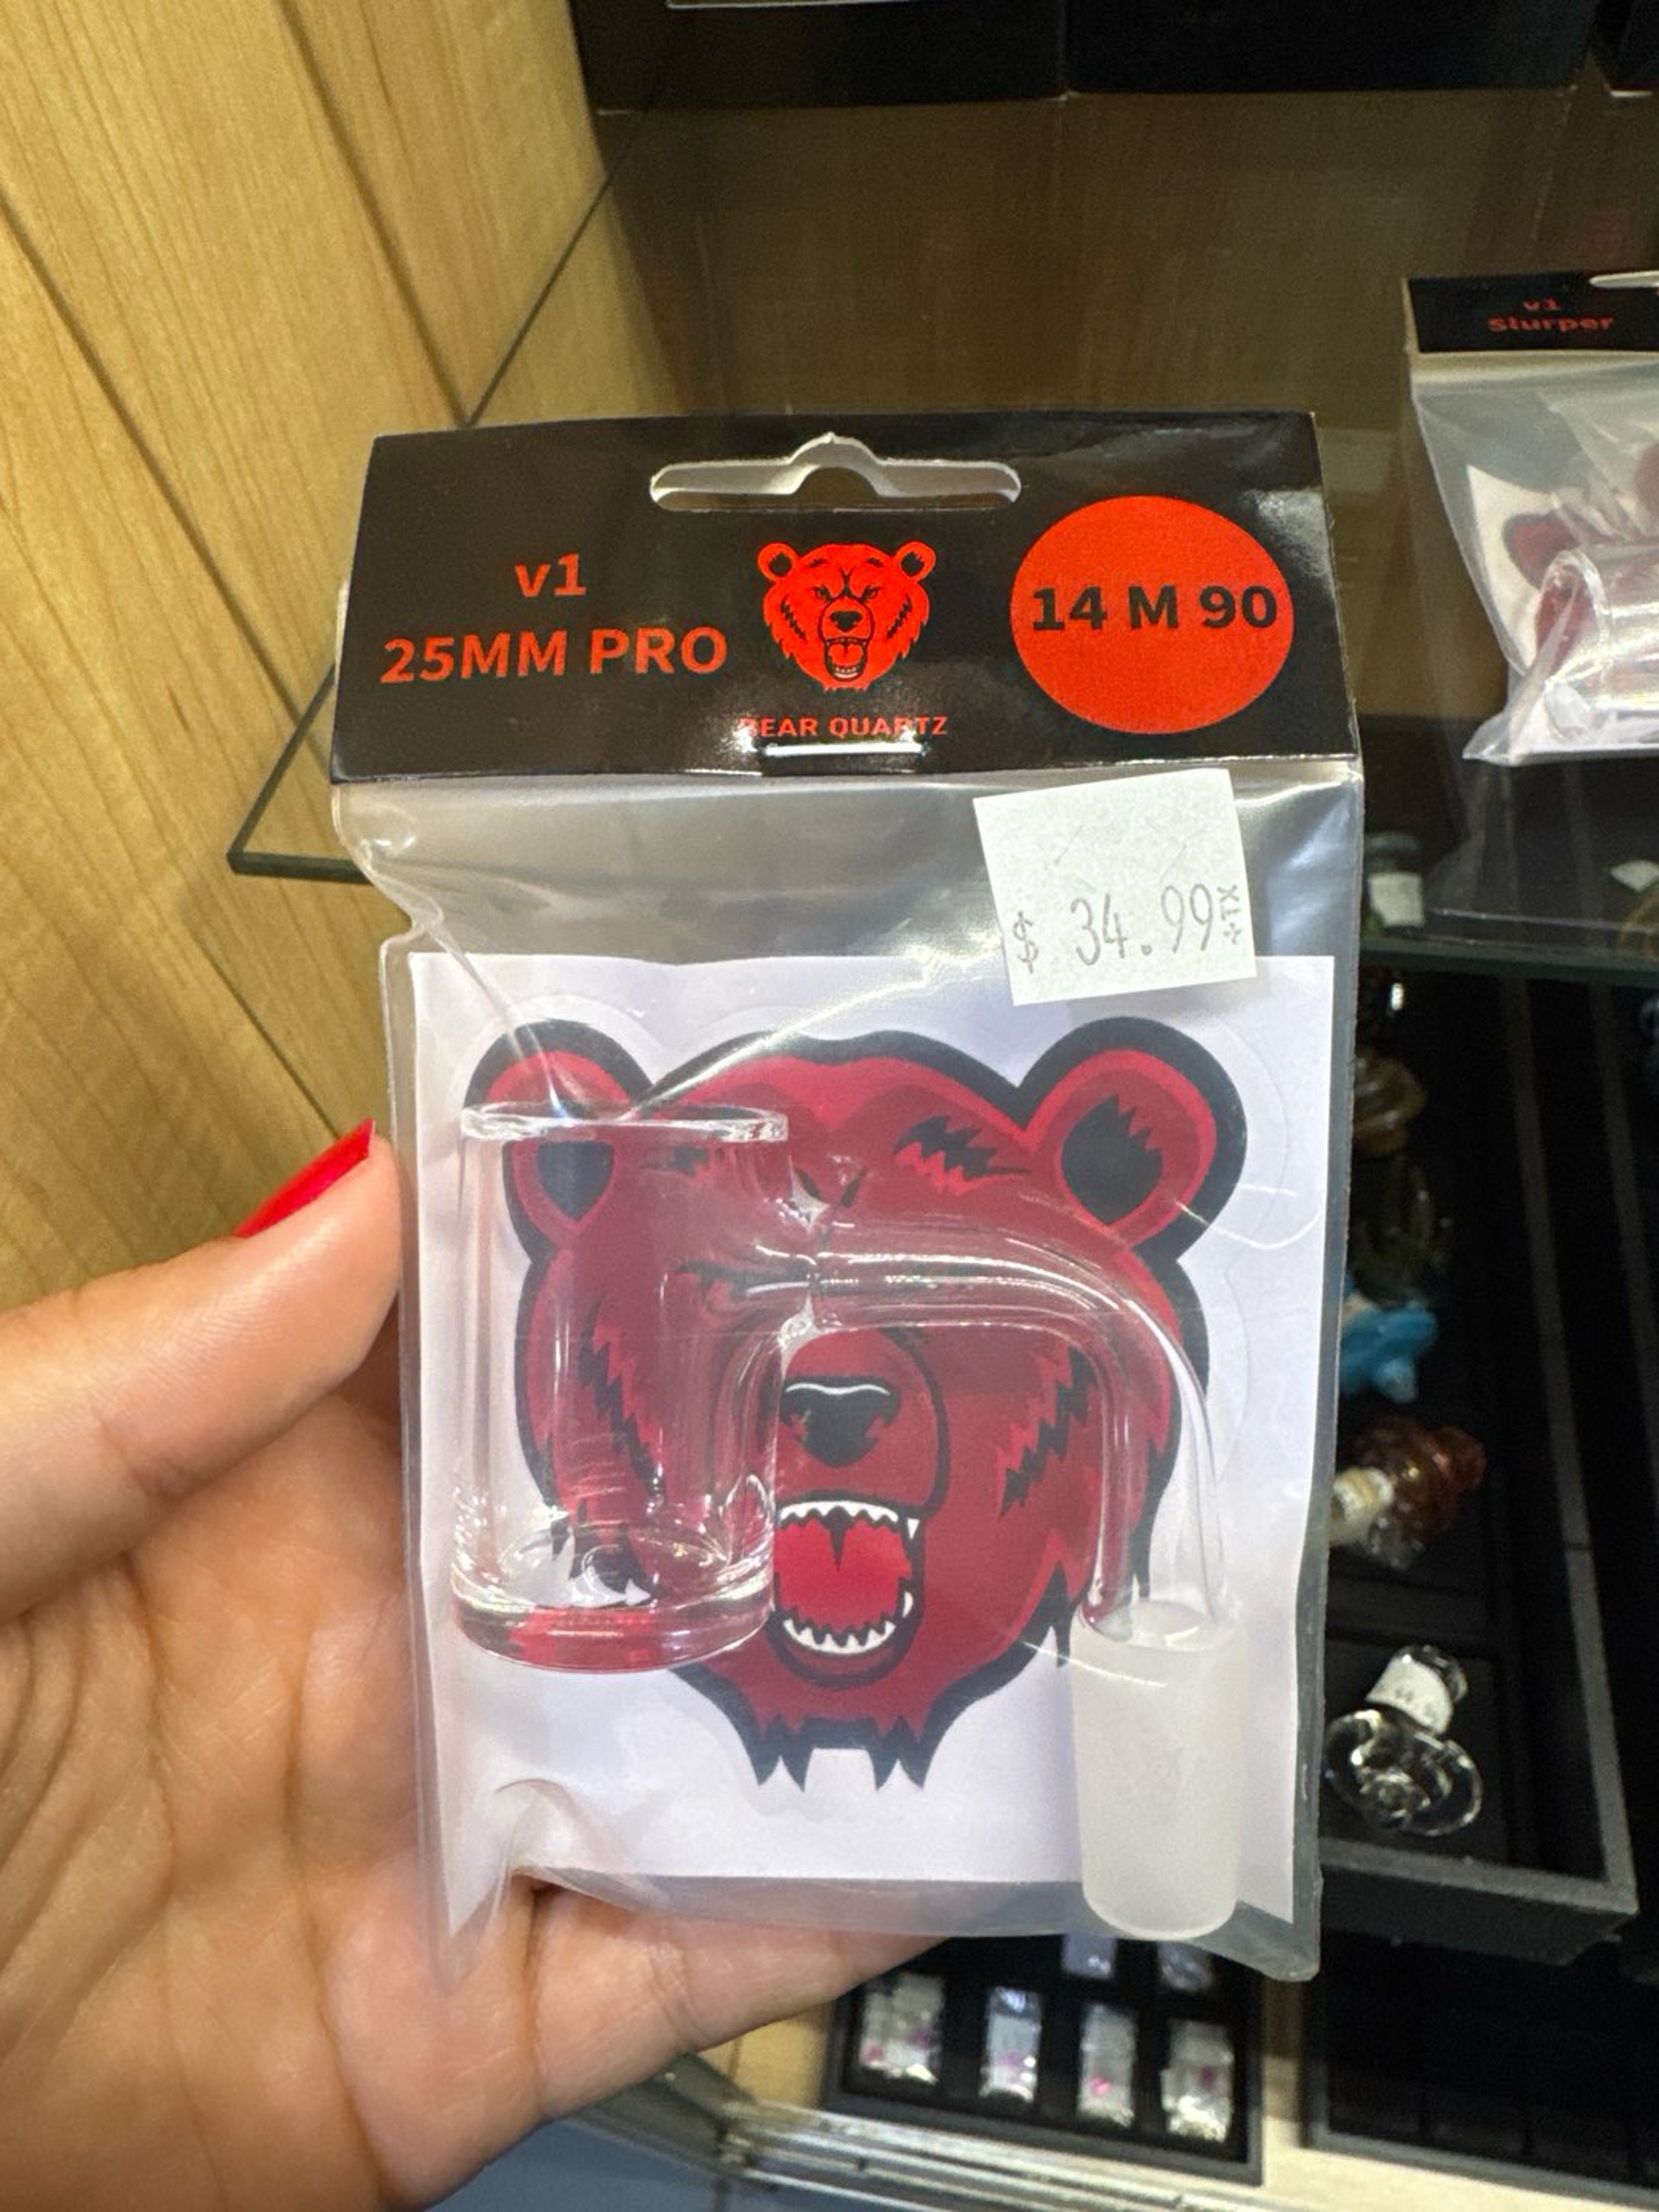 v1
25MM PRO
BEAR QUARTZ
14 M 90
$ 34.99
v1
Slurper